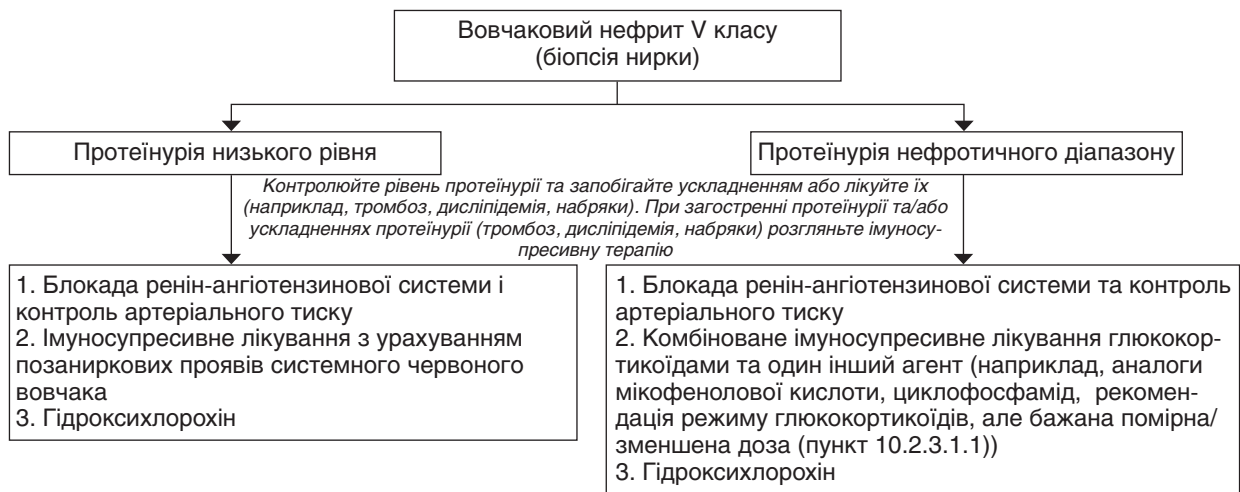 Вовчаковий нефрит V класу
(біопсія нирки)
Протеїнурія низького рівня
Протеїнурія нефротичного діапазону
Контролюйте рівень протеїнурії та запобігайте ускладненням або лікуйте їх
(наприклад, тромбоз, дисліпідемія, набряки). При загостренні протеїнурії та/або
ускладненнях протеїнурії (тромбоз, дисліпідемія, набряки) розгляньте імуносу-
пресивну терапію
1. Блокада ренін-ангіотензинової системи і
контроль артеріального тиску
2. Імуносупресивне лікування з урахуванням
позаниркових проявів системного червоного
вовчака
3. Гідроксихлорохін
1. Блокада ренін-ангіотензинової системи та контроль
артеріального тиску
2. Комбіноване імуносупресивне лікування глюкокор-
тикоїдами та один інший агент (наприклад, аналоги
мікофенолової кислоти, циклофосфамід, рекомен-
дація режиму глюкокортикоїдів, але бажана помірна/
зменшена доза (пункт 10.2.3.1.1))
3. Гідроксихлорохін